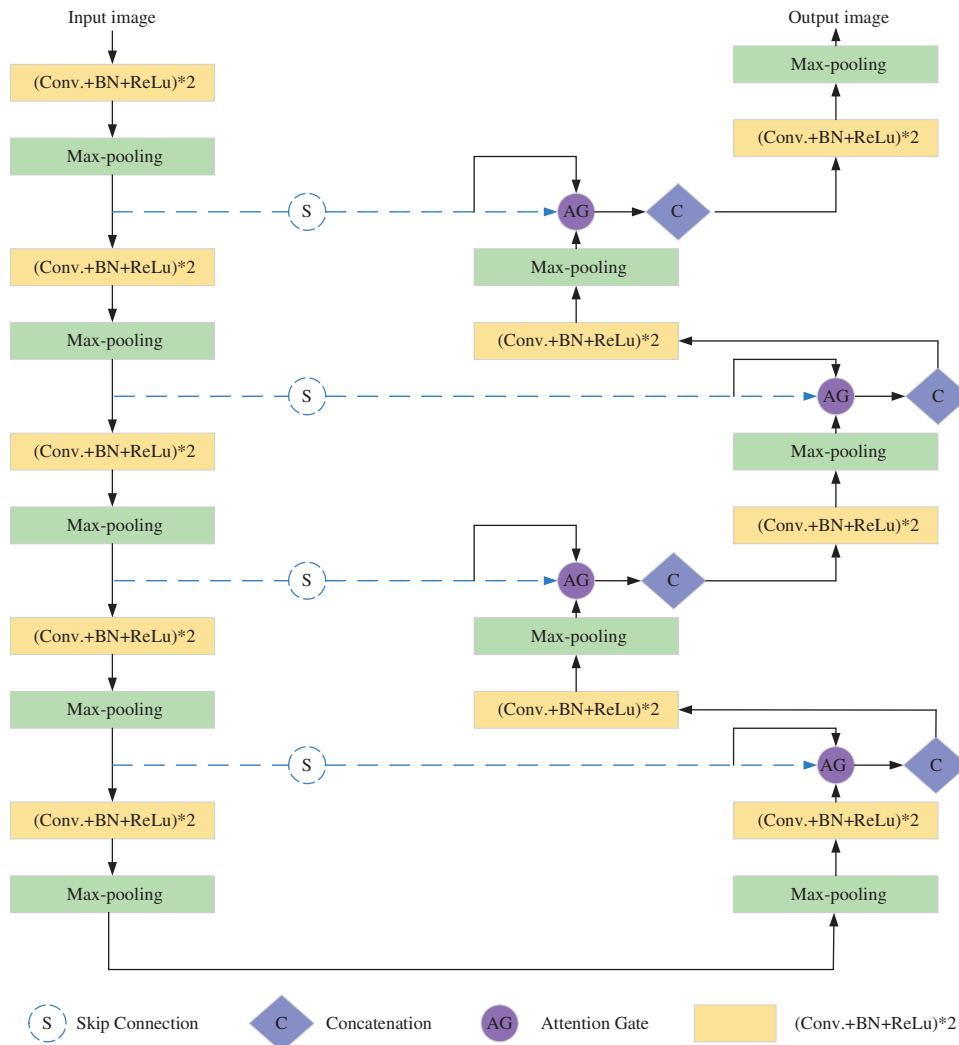 Input image
(Conv.+BN+ReLu)*2
Max-pooling
S
(Conv.+BN+ReLu)*2
Max-pooling
S
(Conv.+BN+ReLu)*2
Max-pooling
S
(Conv.+BN+ReLu)*2
Max-pooling
S
(Conv.+BN+ReLu)*2
Max-pooling
Output image
Max-pooling
(Conv.+BN+ReLu)*2
AG
C
Max-pooling
(Conv.+BN+ReLu)*2
AG
C
Max-pooling
(Conv.+BN+ReLu)*2
AG
C
Max-pooling
(Conv.+BN+ReLu)*2
AG
C
(Conv.+BN+ReLu)*2
Max-pooling
S Skip Connection
C Concatenation
AG Attention Gate
(Conv.+BN+ReLu)*2